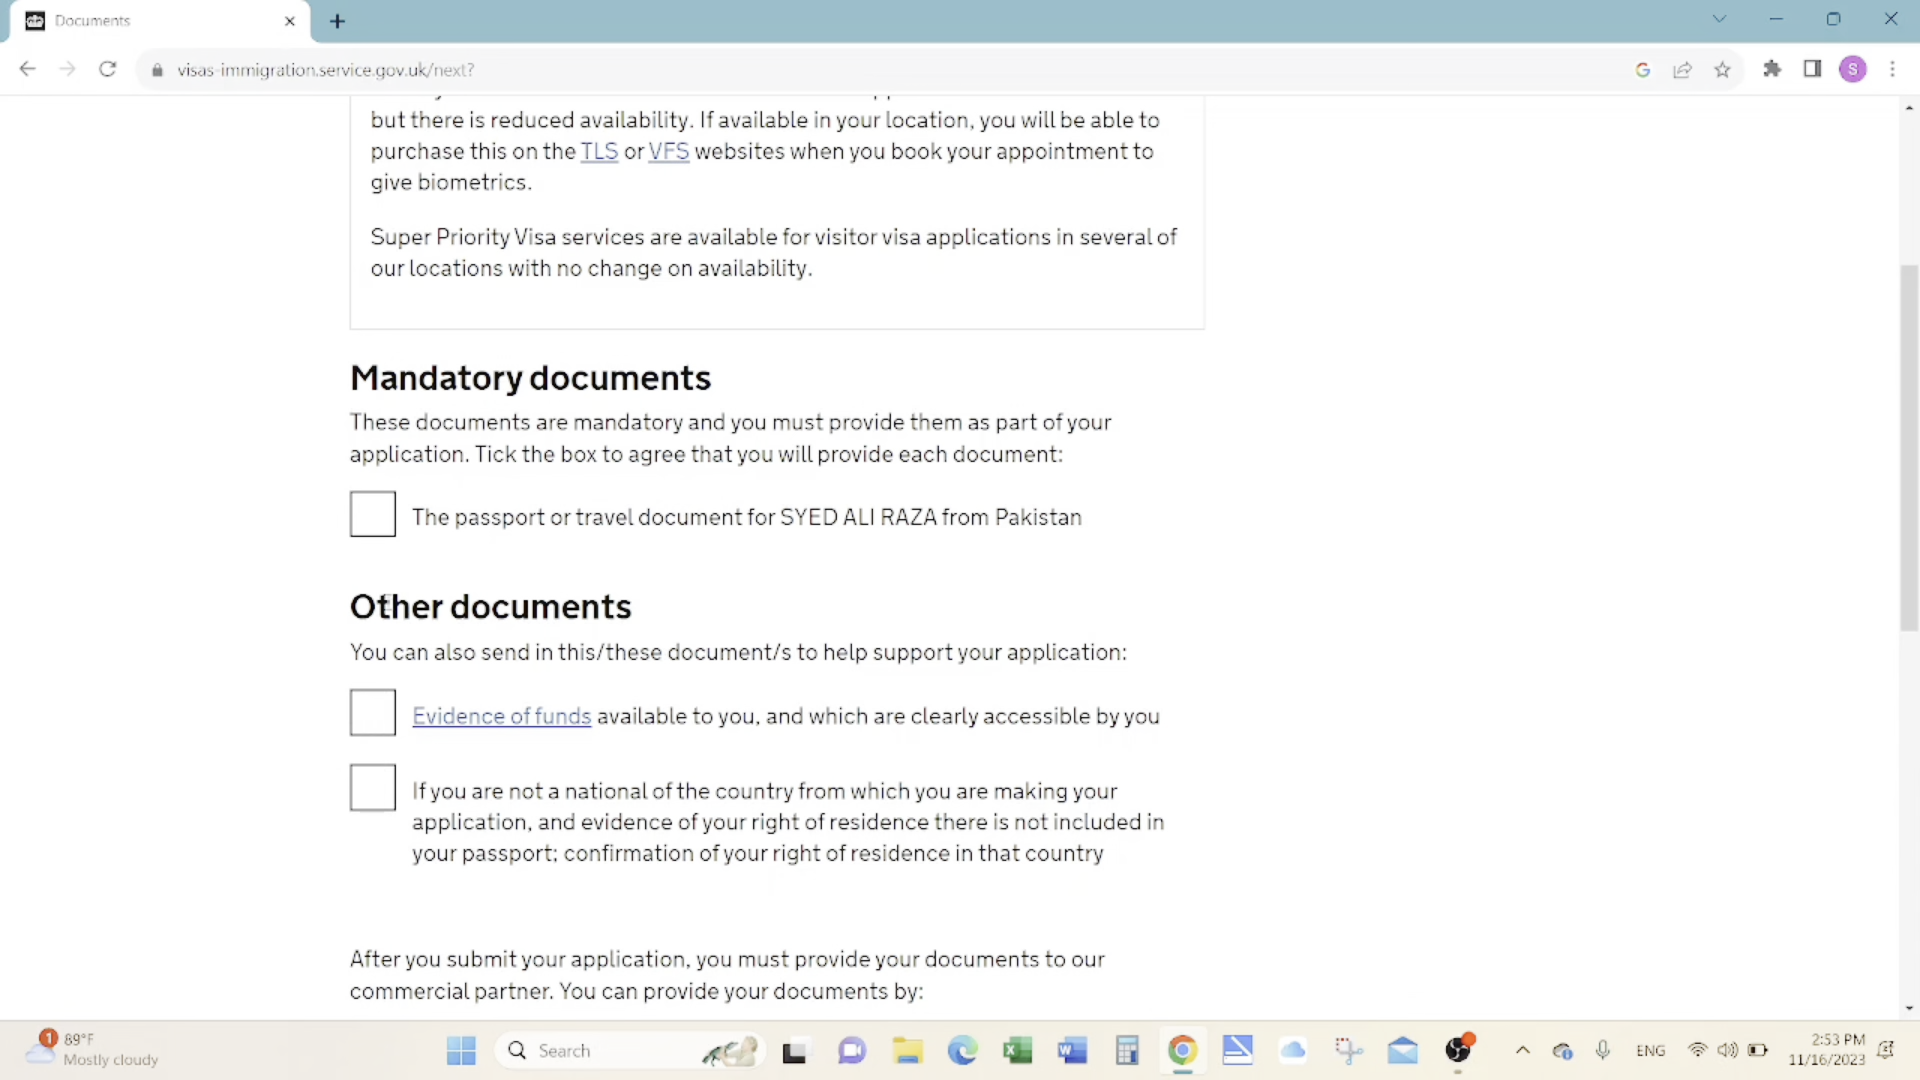 Documents
visas-immigration.service.gov.uk/next?
S
but there is reduced availability. If available in your location, you will be able to
purchase this on the TLS or VFS websites when you book your appointment to
give biometrics.
Super Priority Visa services are available for visitor visa applications in several of
our locations with no change on availability.
Mandatory documents
These documents are mandatory and you must provide them as part of your
application. Tick the box to agree that you will provide each document:
The passport or travel document for SYED ALI RAZA from Pakistan
Other documents
You can also send in this/these document/s to help support your application:
Evidence of funds available to you, and which are clearly accessible by you
If you are not a national of the country from which you are making your
application, and evidence of your right of residence there is not included in
your passport; confirmation of your right of residence in that country
After you submit your application, you must provide your documents to our
commercial partner. You can provide your documents by:
1
89°F
Mostly cloudy
Search
ENG
2:53 PM
11/16/2023